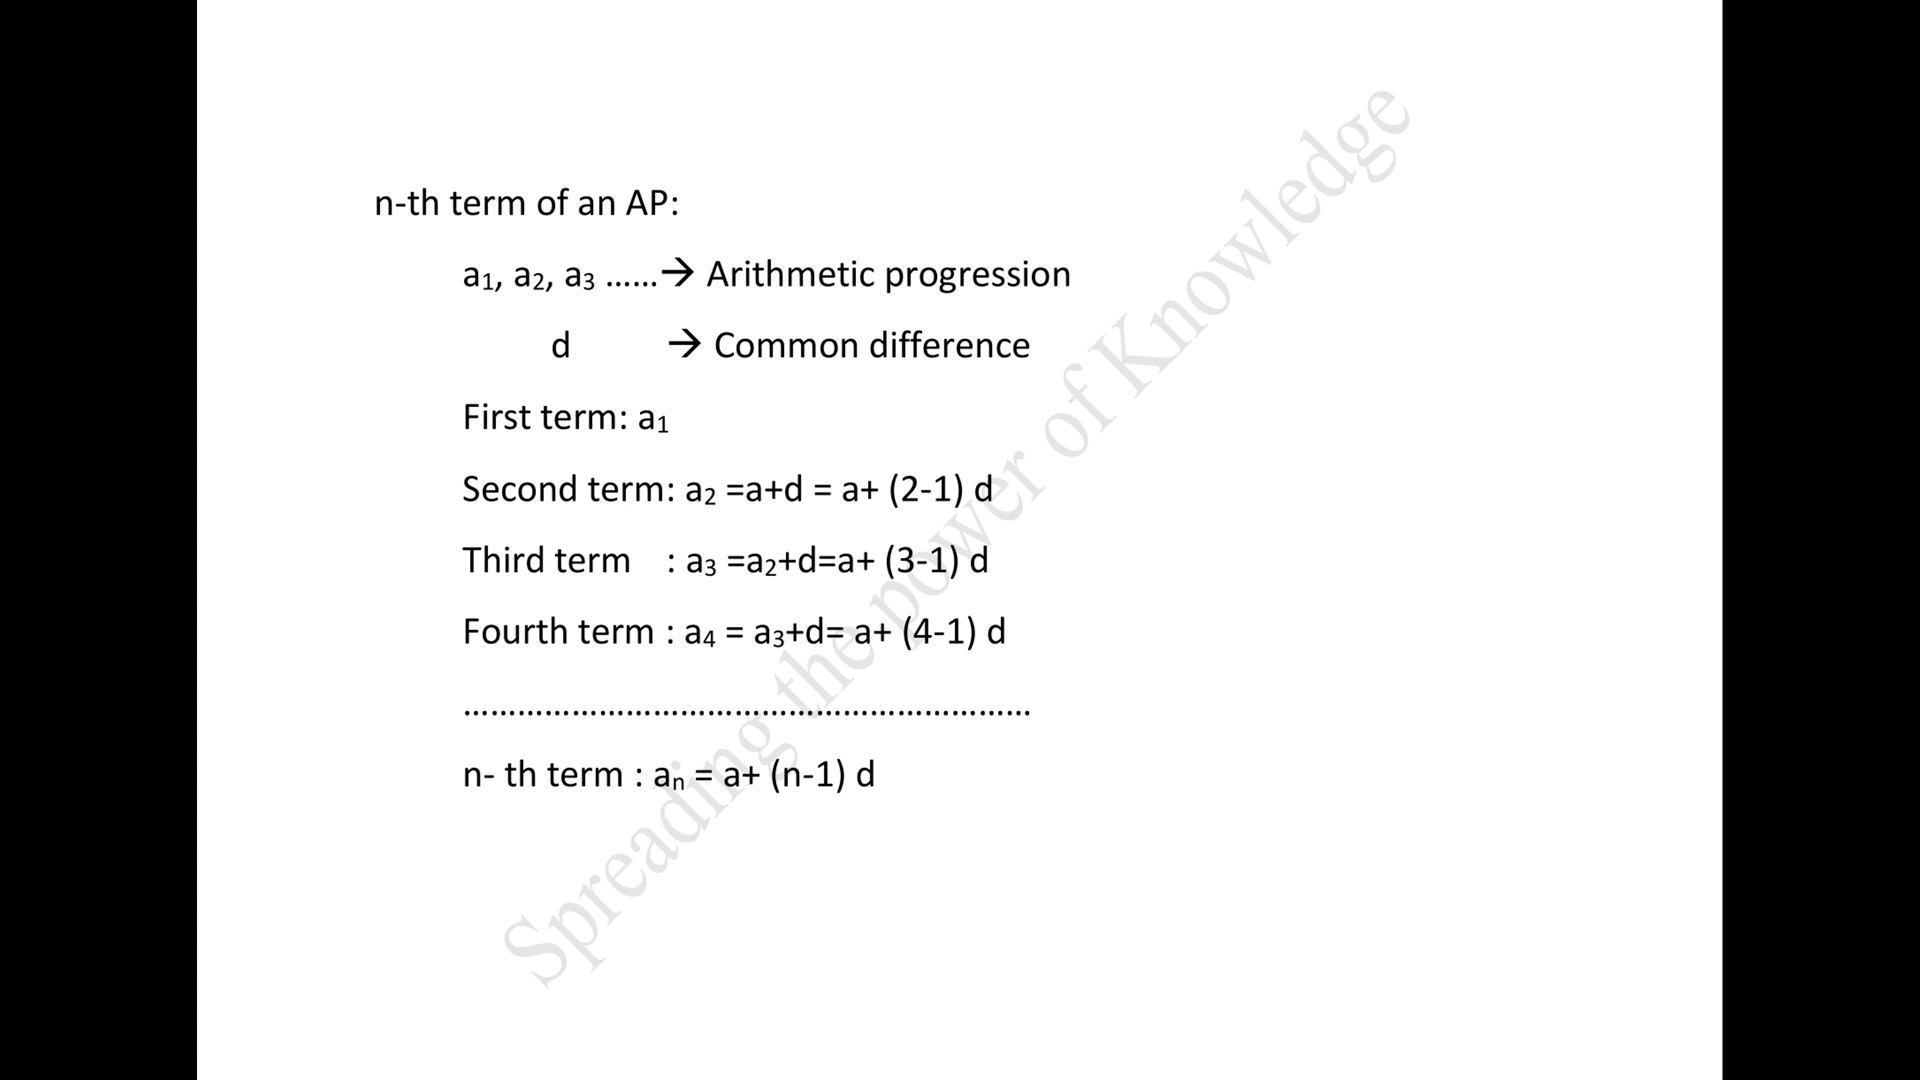 n-th term of an AP:
a₁, a₂, a₃ ......→ Arithmetic progression
d → Common difference
First term: a₁
Second term: a₂ =a+d = a+ (2-1) d
Third term : a₃ =a₂+d=a+ (3-1) d
Fourth term : a₄ = a₃+d= a+ (4-1) d
...............................................................
n- th term : aₙ = a+ (n-1) d
Spreading the power of Knowledge